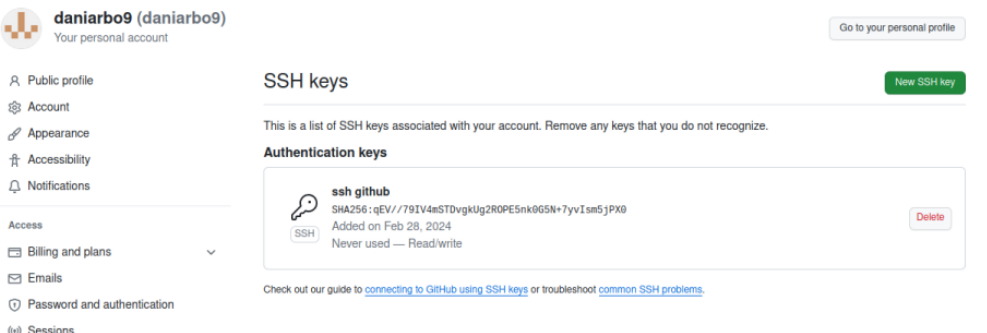 daniarbo9 (daniarbo9)
Your personal account
Go to your personal profile
Public profile
Account
Appearance
Accessibility
Notifications
Access
Billing and plans
Emails
Password and authentication
Sessions
SSH keys
New SSH key
This is a list of SSH keys associated with your account. Remove any keys that you do not recognize.
Authentication keys
ssh github
SHA256:qEV//79IV4mSTDvgkUg2ROPE5nk0G5N+7yvIsm5jPX0
SSH
Added on Feb 28, 2024
Never used — Read/write
Delete
Check out our guide to connecting to GitHub using SSH keys or troubleshoot common SSH problems.